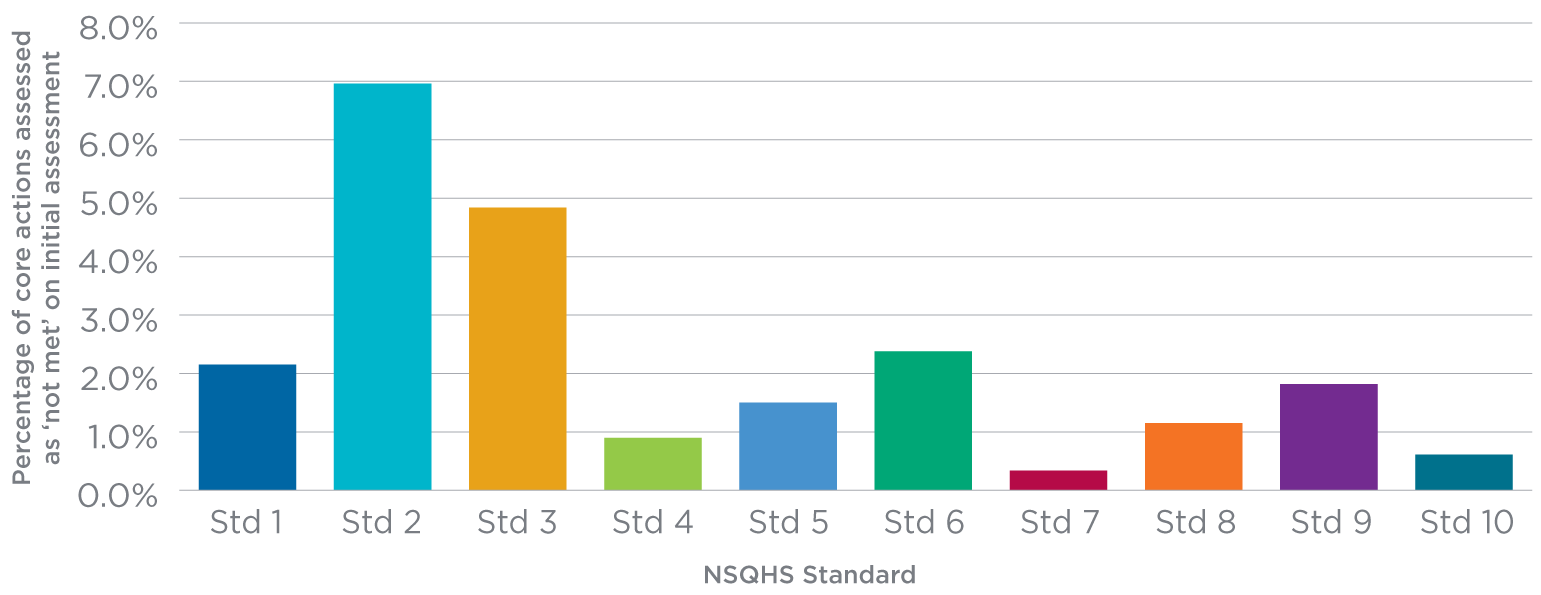 Percentage of core actions assessed
as ‘not met’ on initial assessment
8.0%
7.0%
6.0%
5.0%
4.0%
3.0%
2.0%
1.0%
0.0%
Std 1 Std 2 Std 3 Std 4 Std 5 Std 6 Std 7 Std 8 Std 9 Std 10
NSQHS Standard